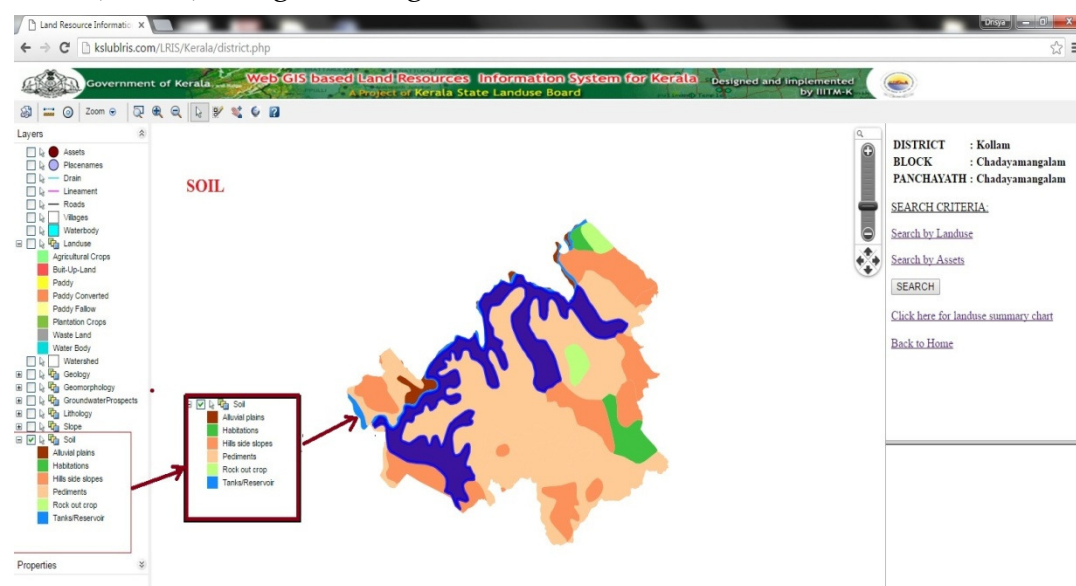 Land Resource Informatic
Drisya
kslublris.com/LRIS/Kerala/district.php
Government of Kerala
Web GIS based Land Resources Information System for Kerala
A Project of Kerala State Landuse Board
Designed and Implemented
by IIITM-K
Zoom
Layers
Assets
Placenames
Drain
Lineament
Roads
Villages
Waterbody
Landuse
Agricultural Crops
Buit-Up-Land
Paddy
Paddy Converted
Paddy Fallow
Plantation Crops
Waste Land
Water Body
Watershed
Geology
Geomorphology
GroundwaterProspects
Lithology
Slope
Soil
Alluvial plains
Habitations
Hills side slopes
Pediments
Rock out crop
Tanks/Reservoir
Properties
SOIL
Soil
Alluvial plains
Habitations
Hills side slopes
Pediments
Rock out crop
Tanks/Reservoir
DISTRICT : Kollam
BLOCK : Chadayamangalam
PANCHAYATH : Chadayamangalam
SEARCH CRITERIA:
Search by Landuse
Search by Assets
SEARCH
Click here for landuse summary chart
Back to Home